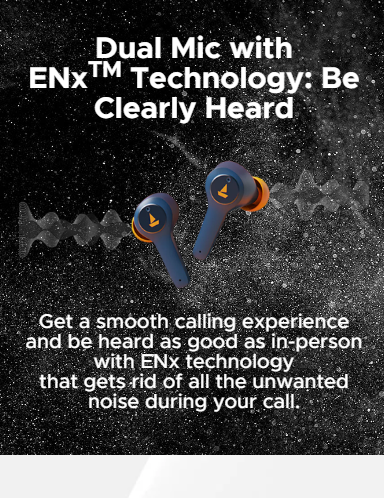 Dual Mic with
ENx™ Technology: Be
Clearly Heard
Get a smooth calling experience
and be heard as good as in-person
with ENx technology
that gets rid of all the unwanted
noise during your call.